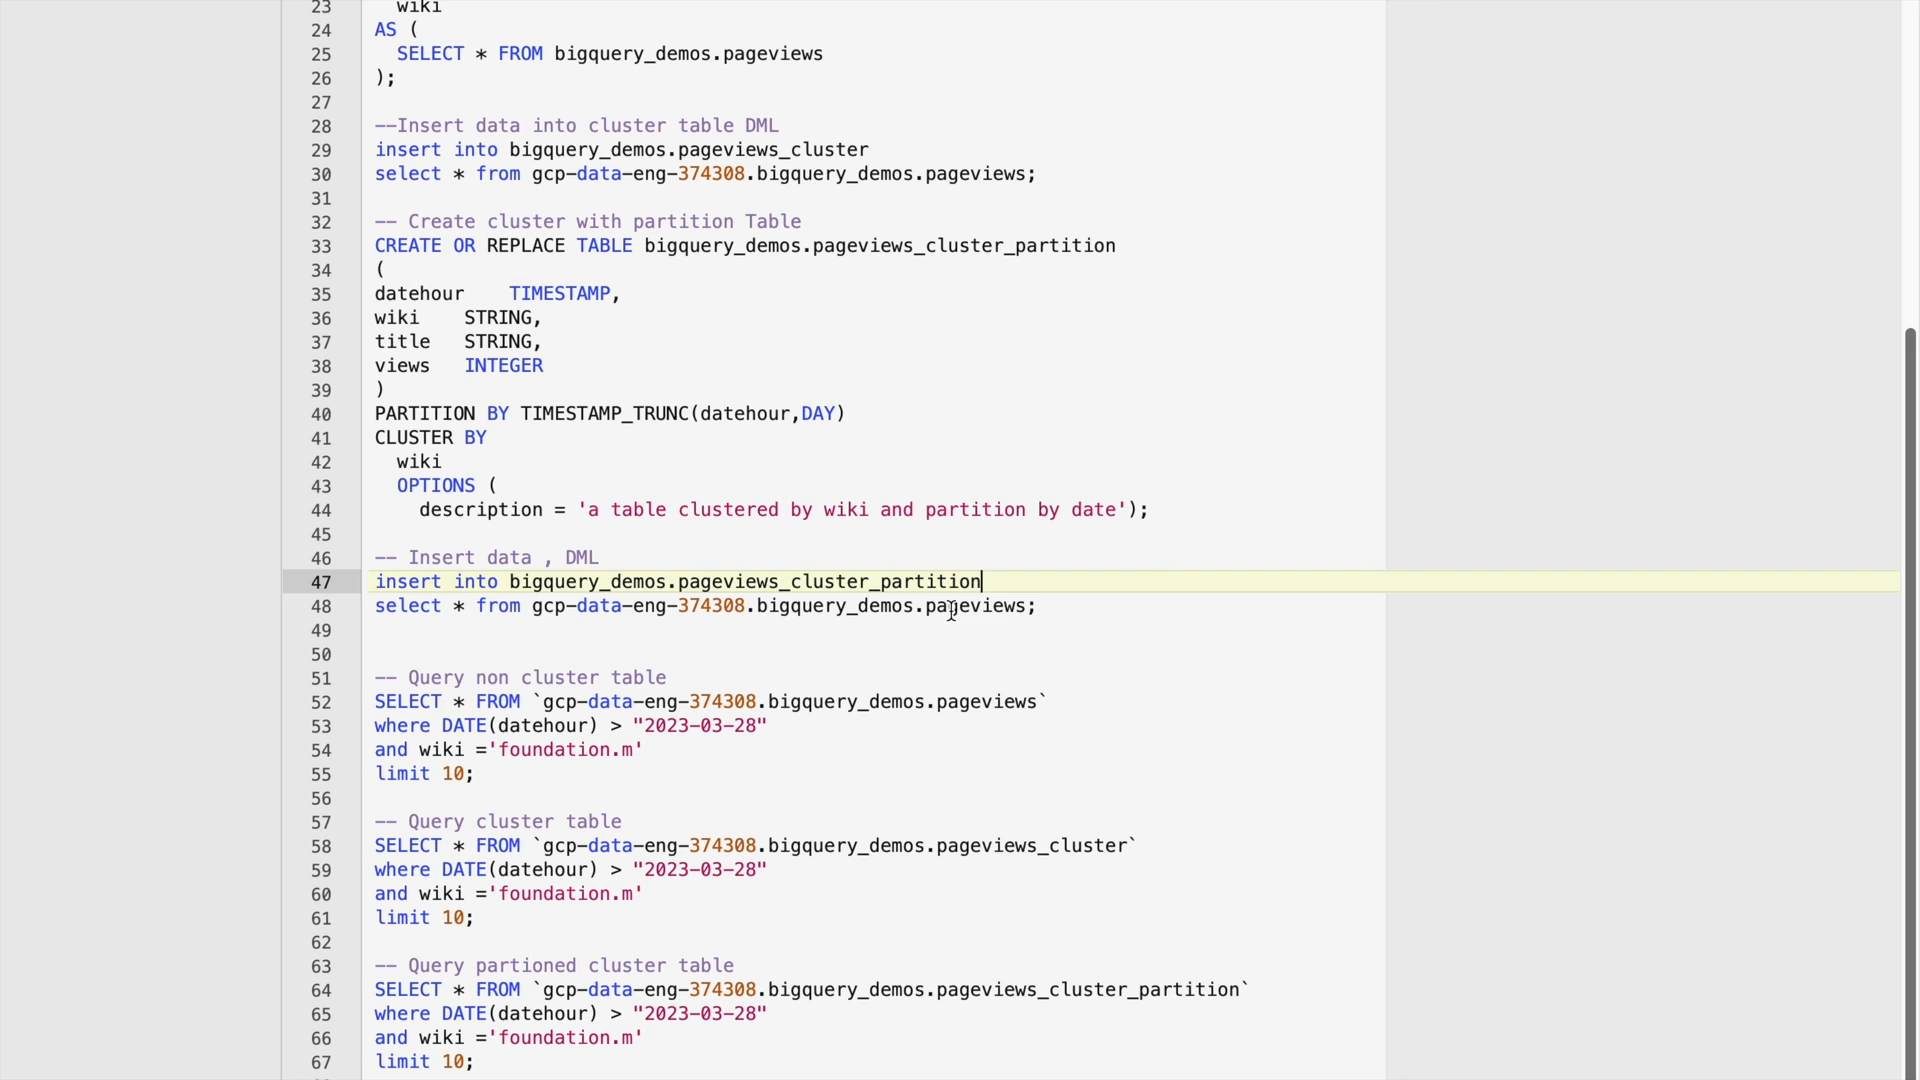 23 wiki
24 AS (
25 SELECT * FROM bigquery_demos.pageviews
26 );
27
28 --Insert data into cluster table DML
29 insert into bigquery_demos.pageviews_cluster
30 select * from gcp-data-eng-374308.bigquery_demos.pageviews;
31
32 -- Create cluster with partition Table
33 CREATE OR REPLACE TABLE bigquery_demos.pageviews_cluster_partition
34 (
35 datehour TIMESTAMP,
36 wiki STRING,
37 title STRING,
38 views INTEGER
39 )
40 PARTITION BY TIMESTAMP_TRUNC(datehour,DAY)
41 CLUSTER BY
42 wiki
43 OPTIONS (
44 description = 'a table clustered by wiki and partition by date');
45
46 -- Insert data , DML
47 insert into bigquery_demos.pageviews_cluster_partition
48 select * from gcp-data-eng-374308.bigquery_demos.pageviews;
49
50
51 -- Query non cluster table
52 SELECT * FROM `gcp-data-eng-374308.bigquery_demos.pageviews`
53 where DATE(datehour) > "2023-03-28"
54 and wiki ='foundation.m'
55 limit 10;
56
57 -- Query cluster table
58 SELECT * FROM `gcp-data-eng-374308.bigquery_demos.pageviews_cluster`
59 where DATE(datehour) > "2023-03-28"
60 and wiki ='foundation.m'
61 limit 10;
62
63 -- Query partioned cluster table
64 SELECT * FROM `gcp-data-eng-374308.bigquery_demos.pageviews_cluster_partition`
65 where DATE(datehour) > "2023-03-28"
66 and wiki ='foundation.m'
67 limit 10;